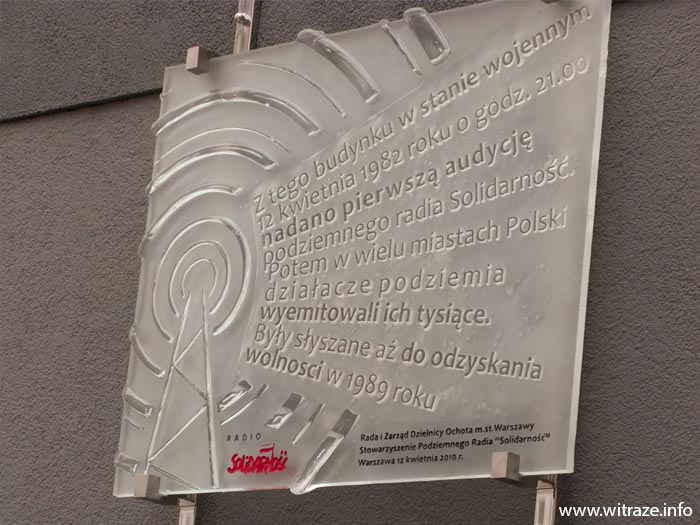 Z tego budynku w stanie wojennym
12 kwietnia 1982 roku o godz. 21.00
nadano pierwszą audycję
podziemnego radia Solidarność.
Potem w wielu miastach Polski
działacze podziemia
wyemitowali ich tysiące.
Były słyszane aż do odzyskania
wolnosci w 1989 roku
RADIO
SOLIDARNOŚĆ
Rada i Zarząd Dzielnicy Ochota m.st.Warszawy
Stowarzyszenie Podziemnego Radia "Solidarność"
Warszawa 12 kwietnia 2010 r.
www.witraze.info